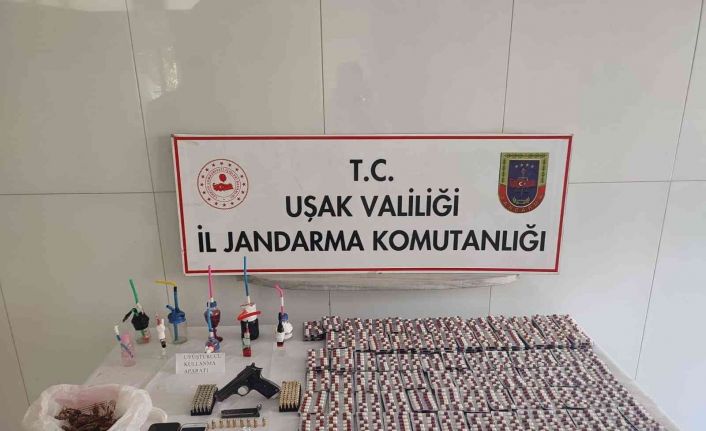 T.C.
UŞAK VALİLİĞİ
İL JANDARMA KOMUTANLIĞI
UYUŞTURUCU
KULLANMA
APARATI